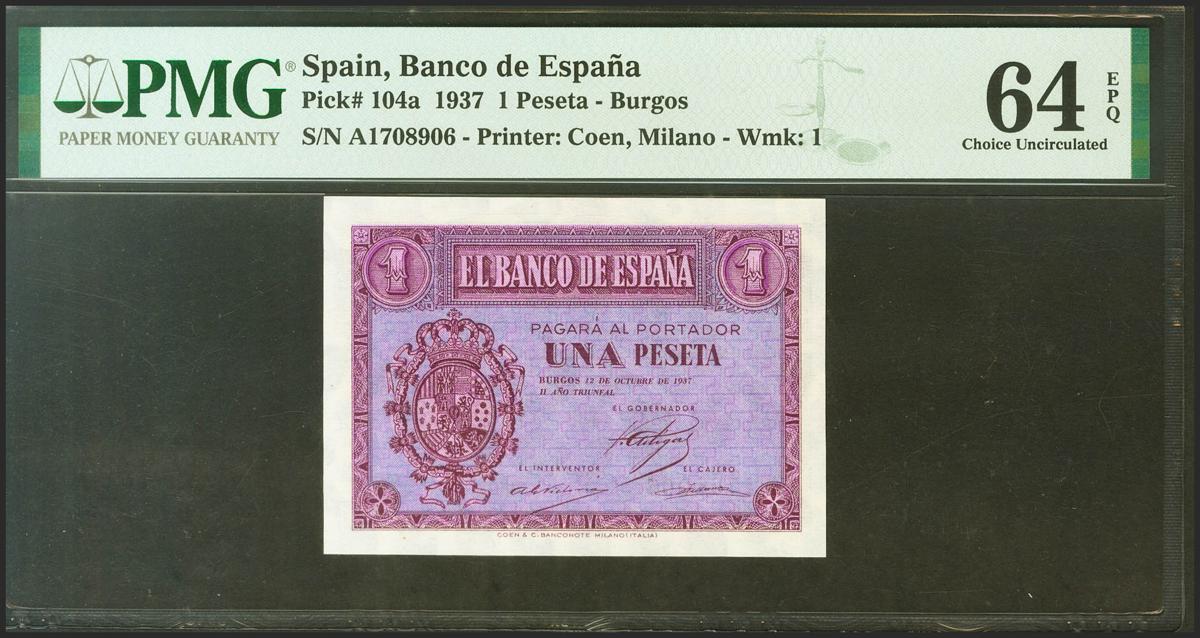 PMG®
PAPER MONEY GUARANTY
Spain, Banco de España
Pick# 104a 1937 1 Peseta - Burgos
S/N A1708906 - Printer: Coen, Milano - Wmk: 1
64
EPQ
Choice Uncirculated
1
EL BANCO DE ESPAÑA
1
PAGARÁ AL PORTADOR
UNA PESETA
BURGOS 12 DE OCTUBRE DE 1937
II AÑO TRIUNFAL
EL GOBERNADOR
EL INTERVENTOR
EL CAJERO
COEN & C. BANCONOTE MILANO (ITALIA)